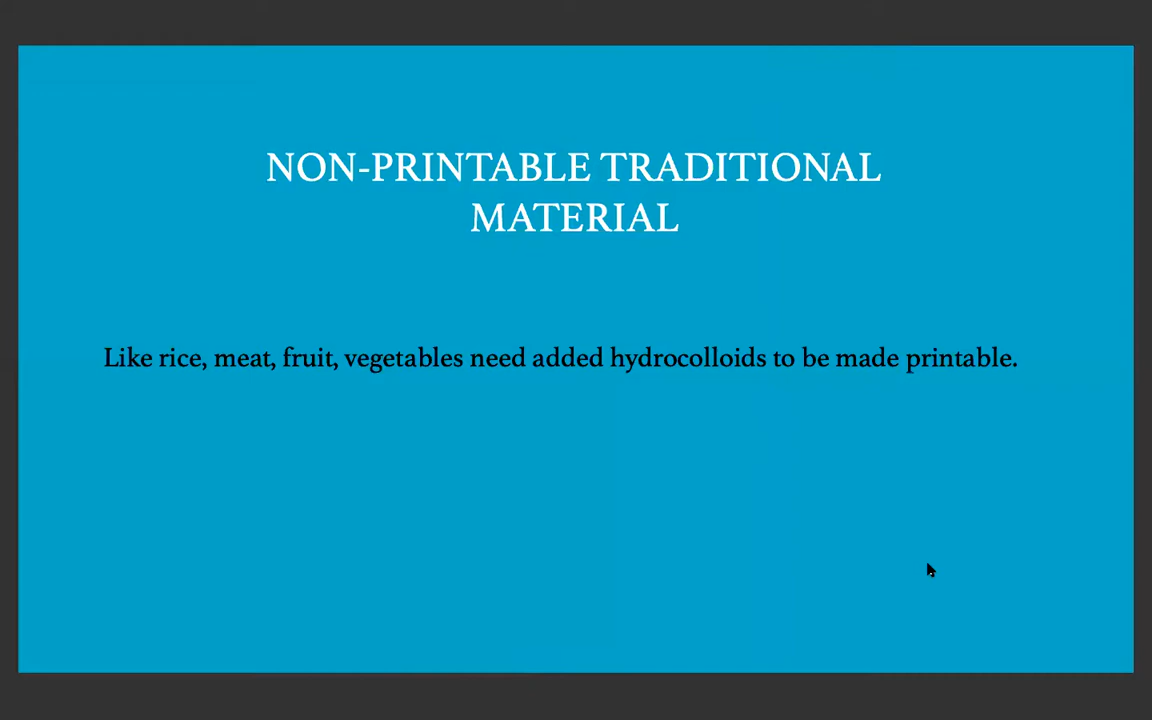 NON-PRINTABLE TRADITIONAL
MATERIAL
Like rice, meat, fruit, vegetables need added hydrocolloids to be made printable.